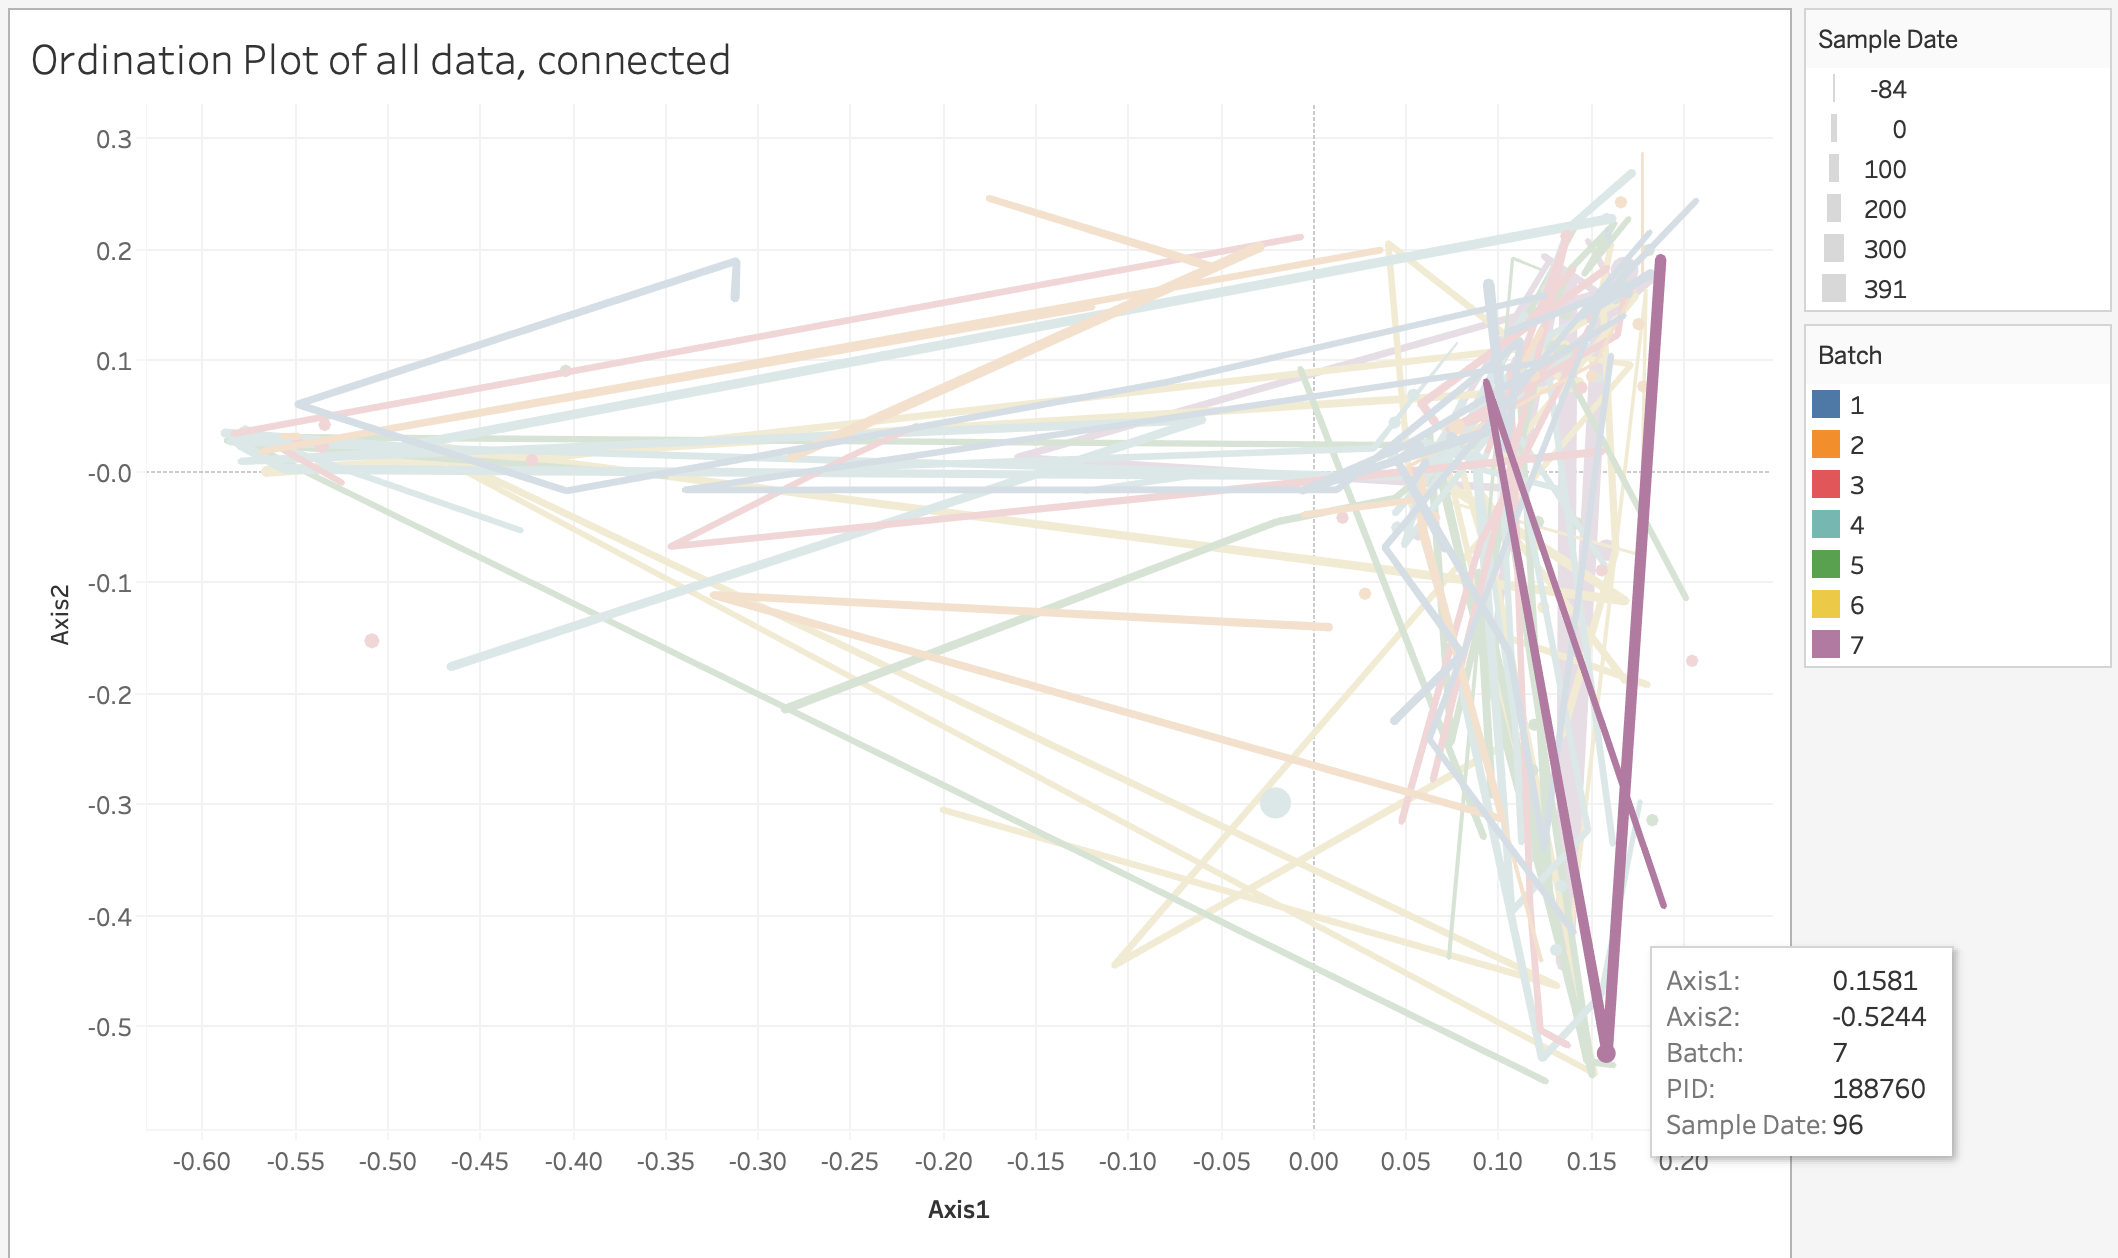 Ordination Plot of all data, connected
0.3
0.2
0.1
-0.0
-0.1
-0.2
-0.3
-0.4
-0.5
Axis2
-0.60 -0.55 -0.50 -0.45 -0.40 -0.35 -0.30 -0.25 -0.20 -0.15 -0.10 -0.05 0.00 0.05 0.10 0.15 0.20
Axis1
Axis1: 0.1581
Axis2: -0.5244
Batch: 7
PID: 188760
Sample Date: 96
Sample Date
-84
0
100
200
300
391
Batch
1
2
3
4
5
6
7